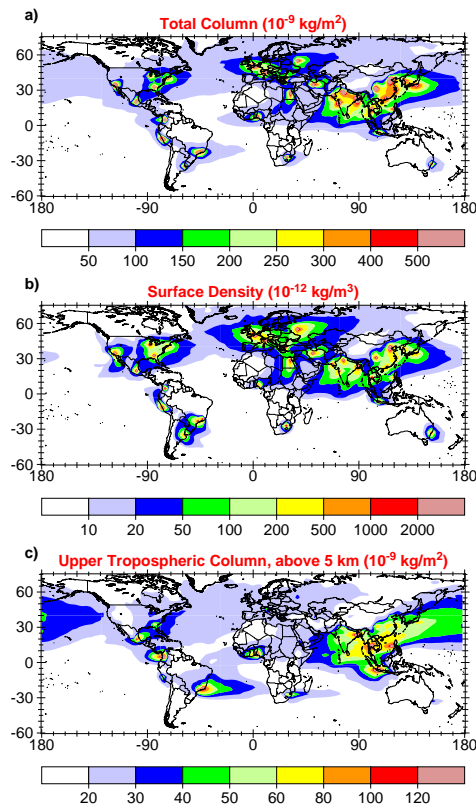 a)
Total Column (10⁻⁹ kg/m²)
60
30
0
-30
-60
180 -90 0 90 180
50 100 150 200 250 300 400 500
b)
Surface Density (10⁻¹² kg/m³)
60
30
0
-30
-60
180 -90 0 90 180
10 20 50 100 200 500 1000 2000
c)
Upper Tropospheric Column, above 5 km (10⁻⁹ kg/m²)
60
30
0
-30
-60
180 -90 0 90 180
20 30 40 50 60 80 100 120